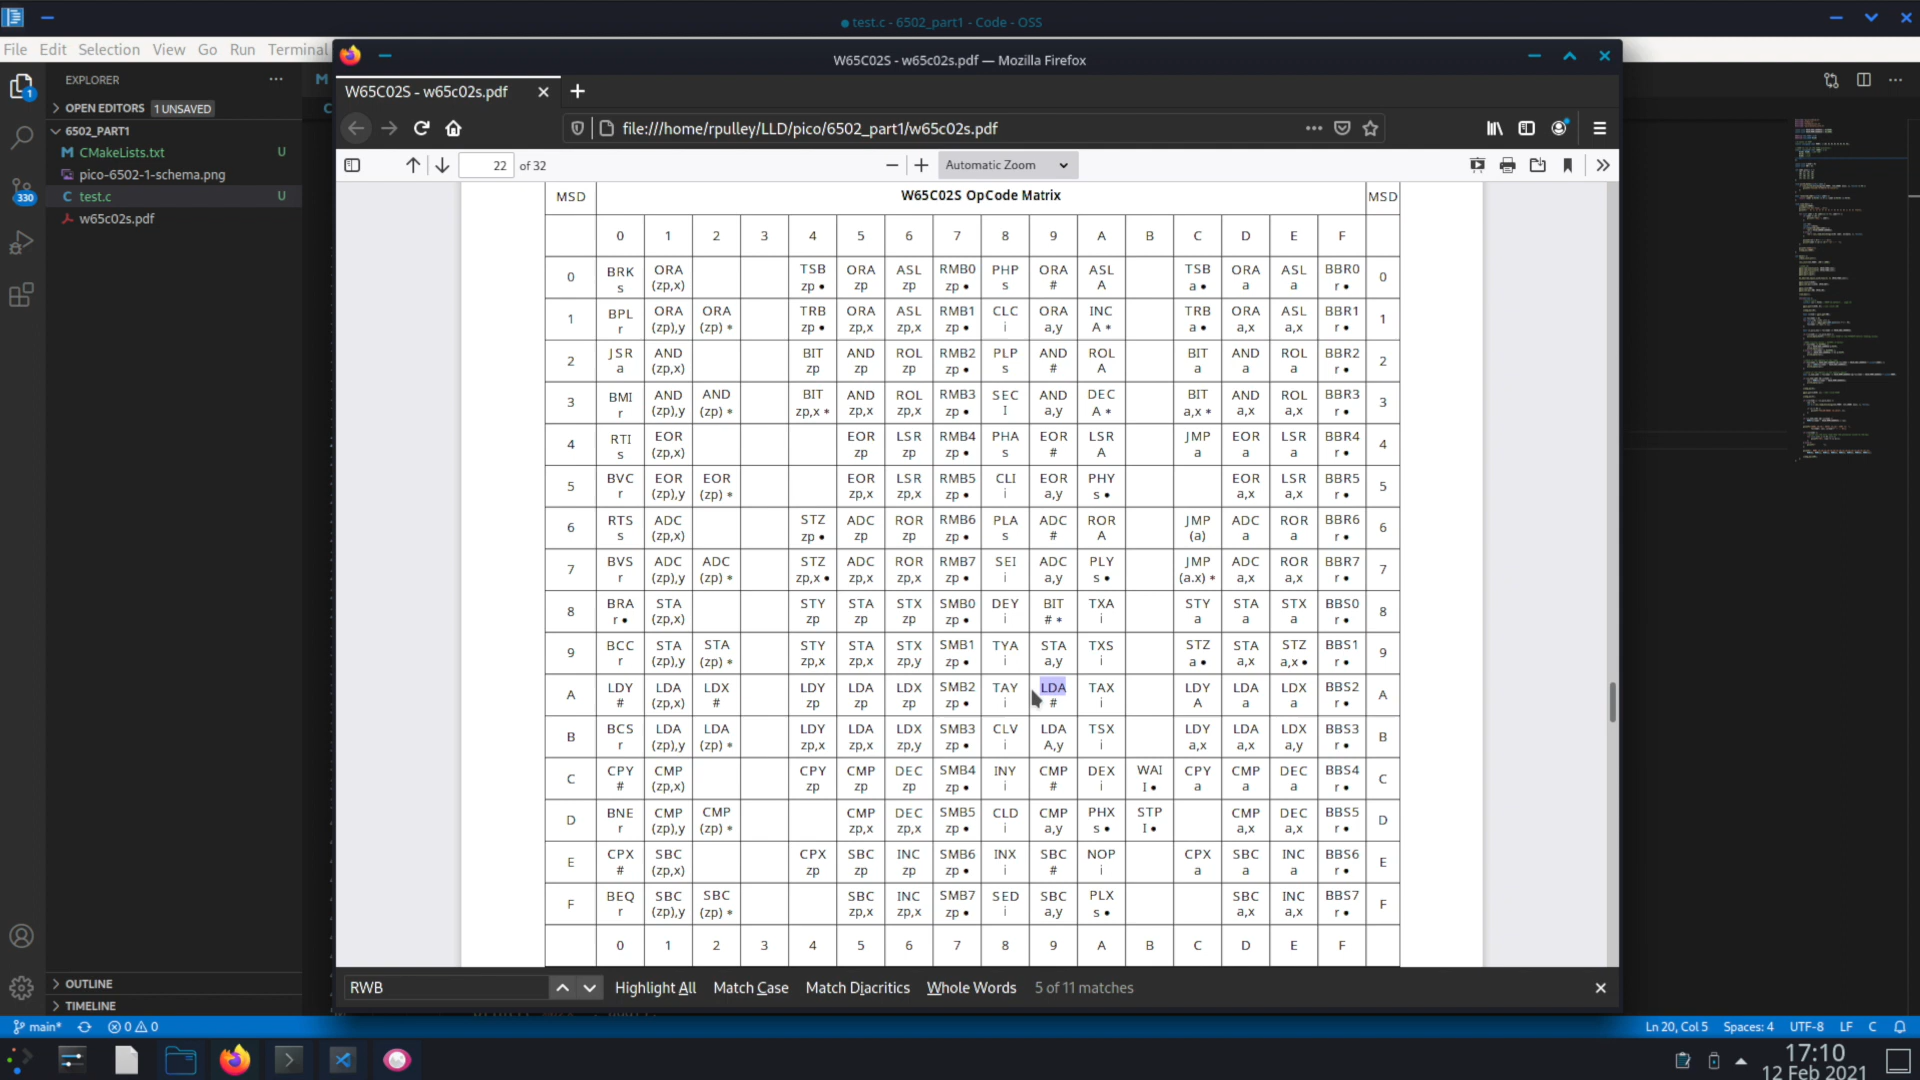 test.c - 6502_part1 - Code - OSS
File Edit Selection View Go Run Terminal
W65C02S - w65c02s.pdf — Mozilla Firefox
EXPLORER
W65C02S - w65c02s.pdf
OPEN EDITORS 1 UNSAVED
6502_PART1
file:///home/rpulley/LLD/pico/6502_part1/w65c02s.pdf
CMakeLists.txt U
pico-6502-1-schema.png
test.c U
w65c02s.pdf
1
330
22 of 32
Automatic Zoom
MSD W65C02S OpCode Matrix MSD
0 1 2 3 4 5 6 7 8 9 A B C D E F
0 BRK ORA TSB ORA ASL RMB0 PHP ORA ASL TSB ORA ASL BBR0 0
s (zp,x) zp • zp zp zp • s # A a • a a r •
1 BPL ORA ORA TRB ORA ASL RMB1 CLC ORA INC TRB ORA ASL BBR1 1
r (zp),y (zp) * zp • zp,x zp,x zp • i a,y A * a • a,x a,x r •
2 JSR AND BIT AND ROL RMB2 PLP AND ROL BIT AND ROL BBR2 2
a (zp,x) zp zp zp zp • s # A a a a r •
3 BMI AND AND BIT AND ROL RMB3 SEC AND DEC BIT AND ROL BBR3 3
r (zp),y (zp) * zp,x * zp,x zp,x zp • I a,y A * a,x * a,x a,x r •
4 RTI EOR EOR LSR RMB4 PHA EOR LSR JMP EOR LSR BBR4 4
s (zp,x) zp zp zp • s # A a a a r •
5 BVC EOR EOR EOR LSR RMB5 CLI EOR PHY EOR LSR BBR5 5
r (zp),y (zp) * zp,x zp,x zp • i a,y s • a,x a,x r •
6 RTS ADC STZ ADC ROR RMB6 PLA ADC ROR JMP ADC ROR BBR6 6
s (zp,x) zp • zp zp zp • s # A (a) a a r •
7 BVS ADC ADC STZ ADC ROR RMB7 SEI ADC PLY JMP ADC ROR BBR7 7
r (zp),y (zp) * zp,x • zp,x zp,x zp • i a,y s • (a.x) * a,x a,x r •
8 BRA STA STY STA STX SMB0 DEY BIT TXA STY STA STX BBS0 8
r • (zp,x) zp zp zp zp • i # * i a a a r •
9 BCC STA STA STY STA STX SMB1 TYA STA TXS STZ STA STZ BBS1 9
r (zp),y (zp) * zp,x zp,x zp,y zp • i a,y i a • a,x a,x • r •
A LDY LDA LDX LDY LDA LDX SMB2 TAY LDA TAX LDY LDA LDX BBS2 A
# (zp,x) # zp zp zp zp • i # i A a a r •
B BCS LDA LDA LDY LDA LDX SMB3 CLV LDA TSX LDY LDA LDX BBS3 B
r (zp),y (zp) * zp,x zp,x zp,y zp • i A,y i a,x a,x a,y r •
C CPY CMP CPY CMP DEC SMB4 INY CMP DEX WAI CPY CMP DEC BBS4 C
# (zp,x) zp zp zp zp • i # i I • a a a r •
D BNE CMP CMP CMP DEC SMB5 CLD CMP PHX STP CMP DEC BBS5 D
r (zp),y (zp) * zp,x zp,x zp • i a,y s • I • a,x a,x r •
E CPX SBC CPX SBC INC SMB6 INX SBC NOP CPX SBC INC BBS6 E
# (zp,x) zp zp zp zp • i # i a a a r •
F BEQ SBC SBC SBC INC SMB7 SED SBC PLX SBC INC BBS7 F
r (zp),y (zp) * zp,x zp,x zp • i a,y s • a,x a,x r •
0 1 2 3 4 5 6 7 8 9 A B C D E F
OUTLINE
TIMELINE
RWB Highlight All Match Case Match Diacritics Whole Words 5 of 11 matches
main* 0 0 Ln 20, Col 5 Spaces: 4 UTF-8 LF C
17:10
12 Feb 2021